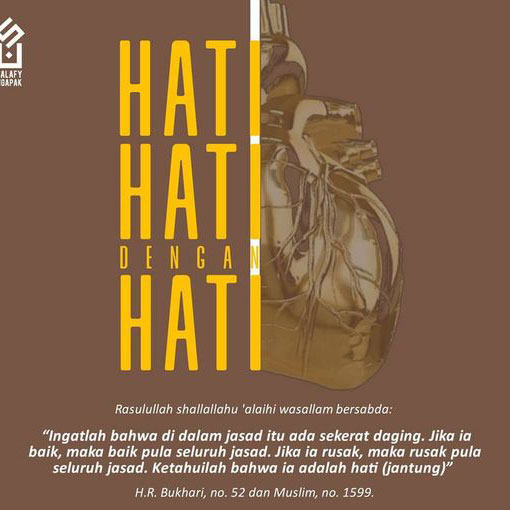 ALAFY
GAPAK
HATI
HATI
DENGAN
HATI
Rasulullah shallallahu 'alaihi wasallam bersabda:
“Ingatlah bahwa di dalam jasad itu ada sekerat daging. Jika ia
baik, maka baik pula seluruh jasad. Jika ia rusak, maka rusak pula
seluruh jasad. Ketahuilah bahwa ia adalah hati (jantung)”
H.R. Bukhari, no. 52 dan Muslim, no. 1599.